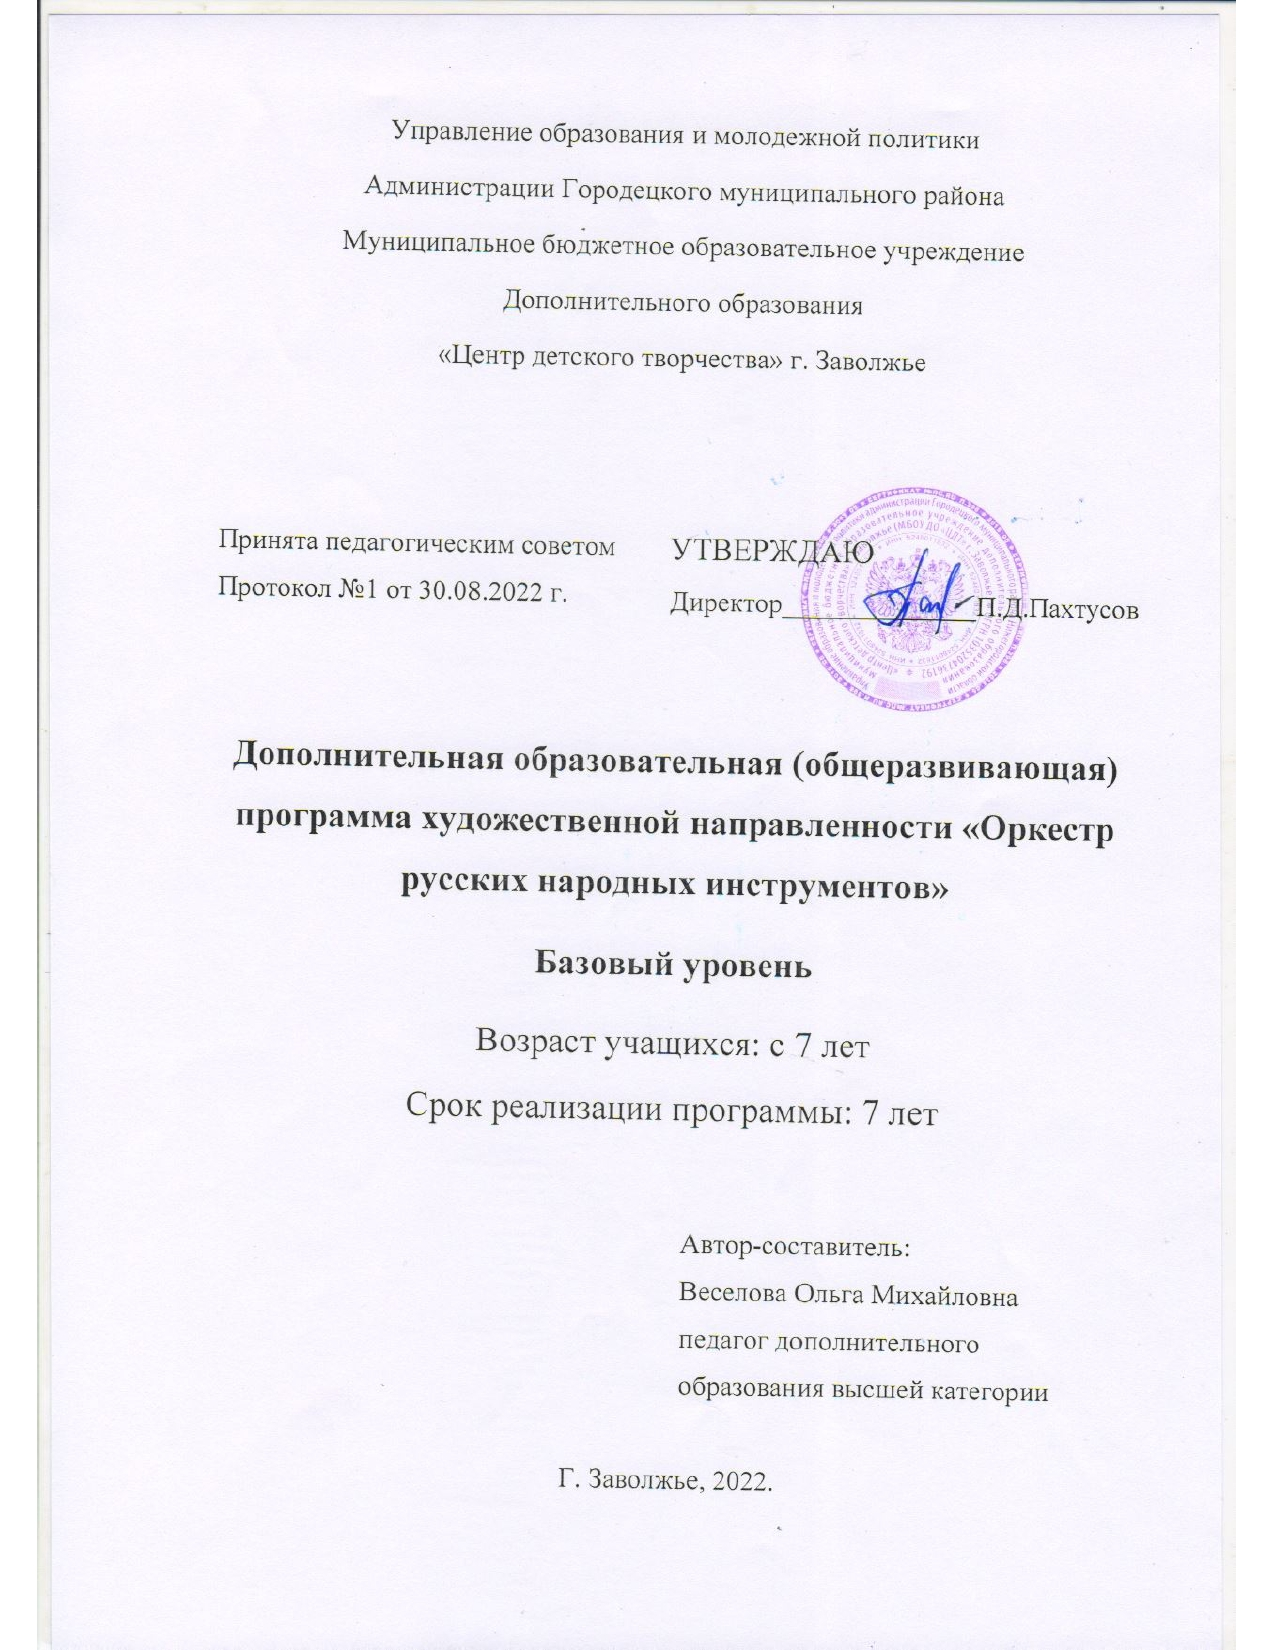 Управление образования и молодежной политики
Администрации Городецкого муниципального района
Муниципальное бюджетное образовательное учреждение
Дополнительного образования
«Центр детского творчества» г. Заволжье
Принята педагогическим советом
Протокол №1 от 30.08.2022 г.
УТВЕРЖДАЮ
Директор______________П.Д.Пахтусов
Дополнительная образовательная (общеразвивающая)
программа художественной направленности «Оркестр
русских народных инструментов»
Базовый уровень
Возраст учащихся: с 7 лет
Срок реализации программы: 7 лет
Автор-составитель:
Веселова Ольга Михайловна
педагог дополнительного
образования высшей категории
Г. Заволжье, 2022.